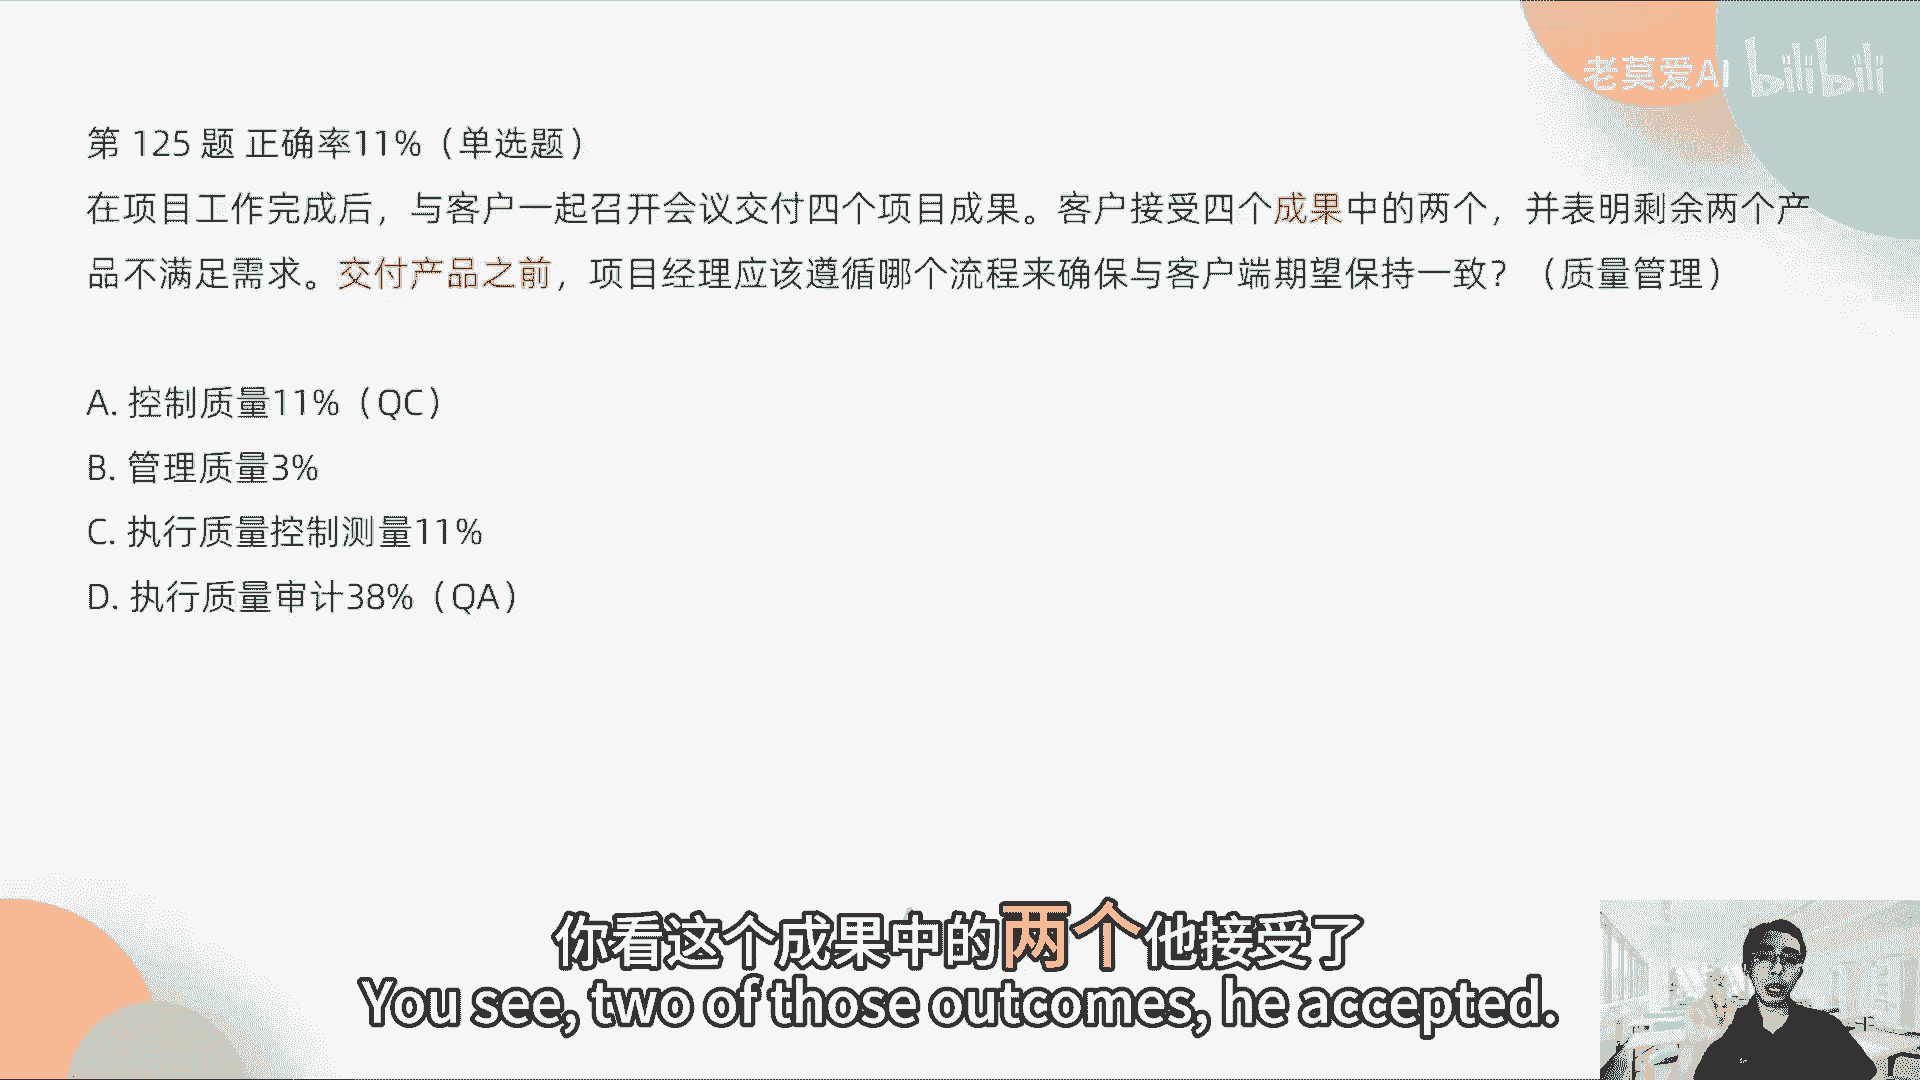 老莫爱AI bilibili
第 125 题 正确率11%（单选题）
在项目工作完成后，与客户一起召开会议交付四个项目成果。客户接受四个成果中的两个，并表明剩余两个产
品不满足需求。交付产品之前，项目经理应该遵循哪个流程来确保与客户端期望保持一致？（质量管理）
A. 控制质量11%（QC）
B. 管理质量3%
C. 执行质量控制测量11%
D. 执行质量审计38%（QA）
你看这个成果中的两个他接受了
You see, two of those outcomes, he accepted.